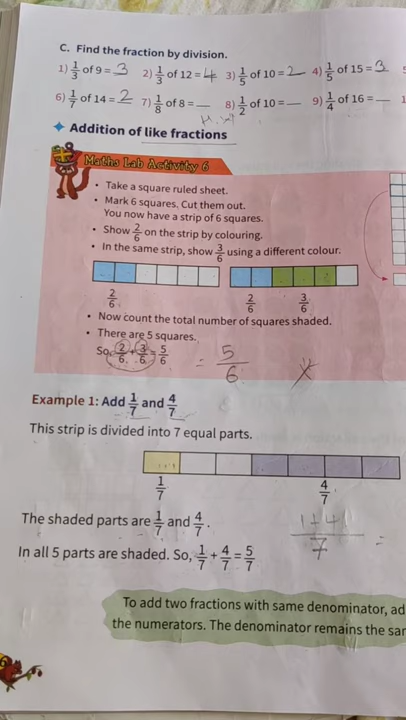 C. Find the fraction by division.
1) 1/3 of 9 = 3 2) 1/3 of 12 = 4 3) 1/5 of 10 = 2 4) 1/5 of 15 = 3
6) 1/7 of 14 = 2 7) 1/8 of 8 = __ 8) 1/2 of 10 = __ 9) 1/4 of 16 = __
Addition of like fractions
Maths Lab Activity 6
• Take a square ruled sheet.
• Mark 6 squares. Cut them out.
You now have a strip of 6 squares.
• Show 2/6 on the strip by colouring.
• In the same strip, show 3/6 using a different colour.
2/6 2/6 3/6
• Now count the total number of squares shaded.
• There are 5 squares.
So, 2/6 + 3/6 = 5/6 = 5/6
Example 1: Add 1/7 and 4/7
This strip is divided into 7 equal parts.
1/7 4/7
The shaded parts are 1/7 and 4/7. 1+4/7 =
In all 5 parts are shaded. So, 1/7 + 4/7 = 5/7
To add two fractions with same denominator, ad
the numerators. The denominator remains the sar